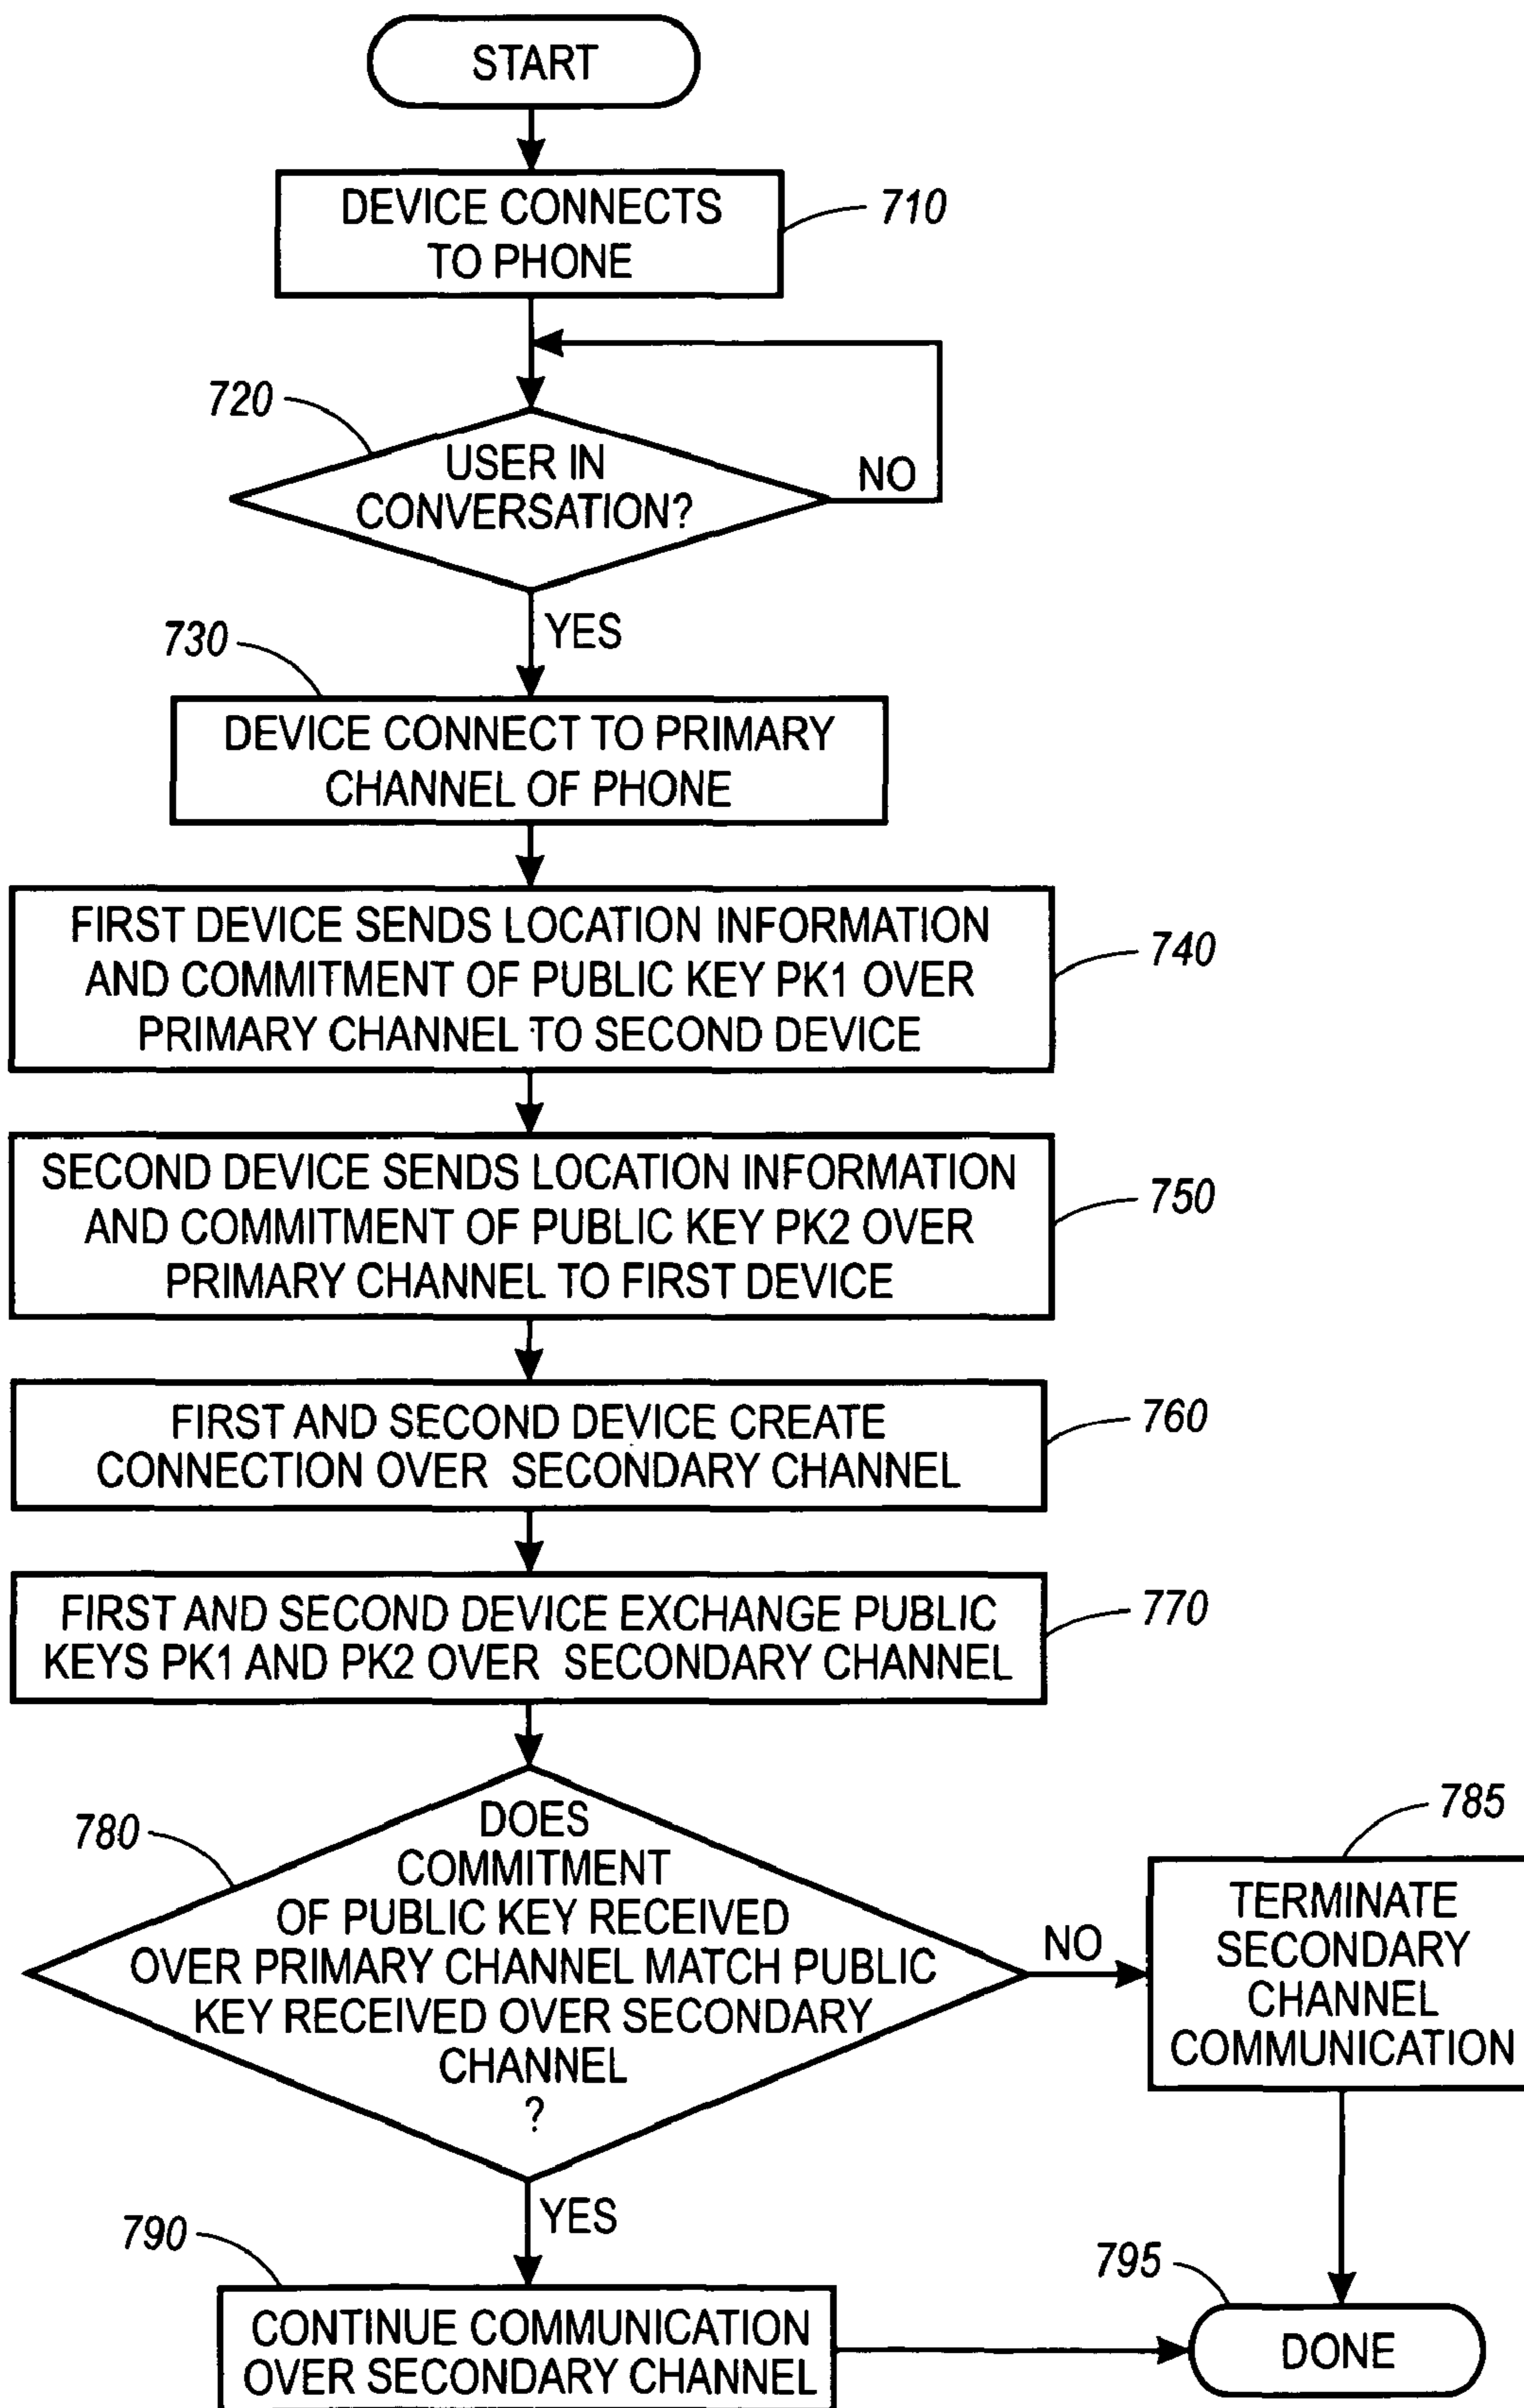 START
DEVICE CONNECTS
TO PHONE
710
720
USER IN
CONVERSATION?
NO
YES
730
DEVICE CONNECT TO PRIMARY
CHANNEL OF PHONE
FIRST DEVICE SENDS LOCATION INFORMATION
AND COMMITMENT OF PUBLIC KEY PK1 OVER
PRIMARY CHANNEL TO SECOND DEVICE
740
SECOND DEVICE SENDS LOCATION INFORMATION
AND COMMITMENT OF PUBLIC KEY PK2 OVER
PRIMARY CHANNEL TO FIRST DEVICE
750
FIRST AND SECOND DEVICE CREATE
CONNECTION OVER SECONDARY CHANNEL
760
FIRST AND SECOND DEVICE EXCHANGE PUBLIC
KEYS PK1 AND PK2 OVER SECONDARY CHANNEL
770
780
DOES
COMMITMENT
OF PUBLIC KEY RECEIVED
OVER PRIMARY CHANNEL MATCH PUBLIC
KEY RECEIVED OVER SECONDARY
CHANNEL
?
NO
785
TERMINATE
SECONDARY
CHANNEL
COMMUNICATION
YES
790
CONTINUE COMMUNICATION
OVER SECONDARY CHANNEL
795
DONE